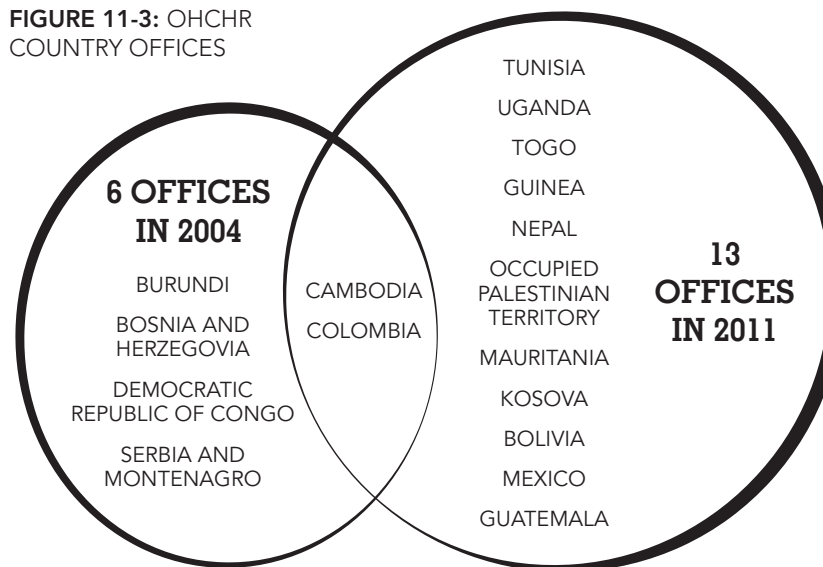 FIGURE 11-3: OHCHR
COUNTRY OFFICES
6 OFFICES
IN 2004
BURUNDI
BOSNIA AND
HERZEGOVIA
DEMOCRATIC
REPUBLIC OF CONGO
SERBIA AND
MONTENAGRO
CAMBODIA
COLOMBIA
TUNISIA
UGANDA
TOGO
GUINEA
NEPAL
OCCUPIED
PALESTINIAN
TERRITORY
MAURITANIA
KOSOVA
BOLIVIA
MEXICO
GUATEMALA
13
OFFICES
IN 2011